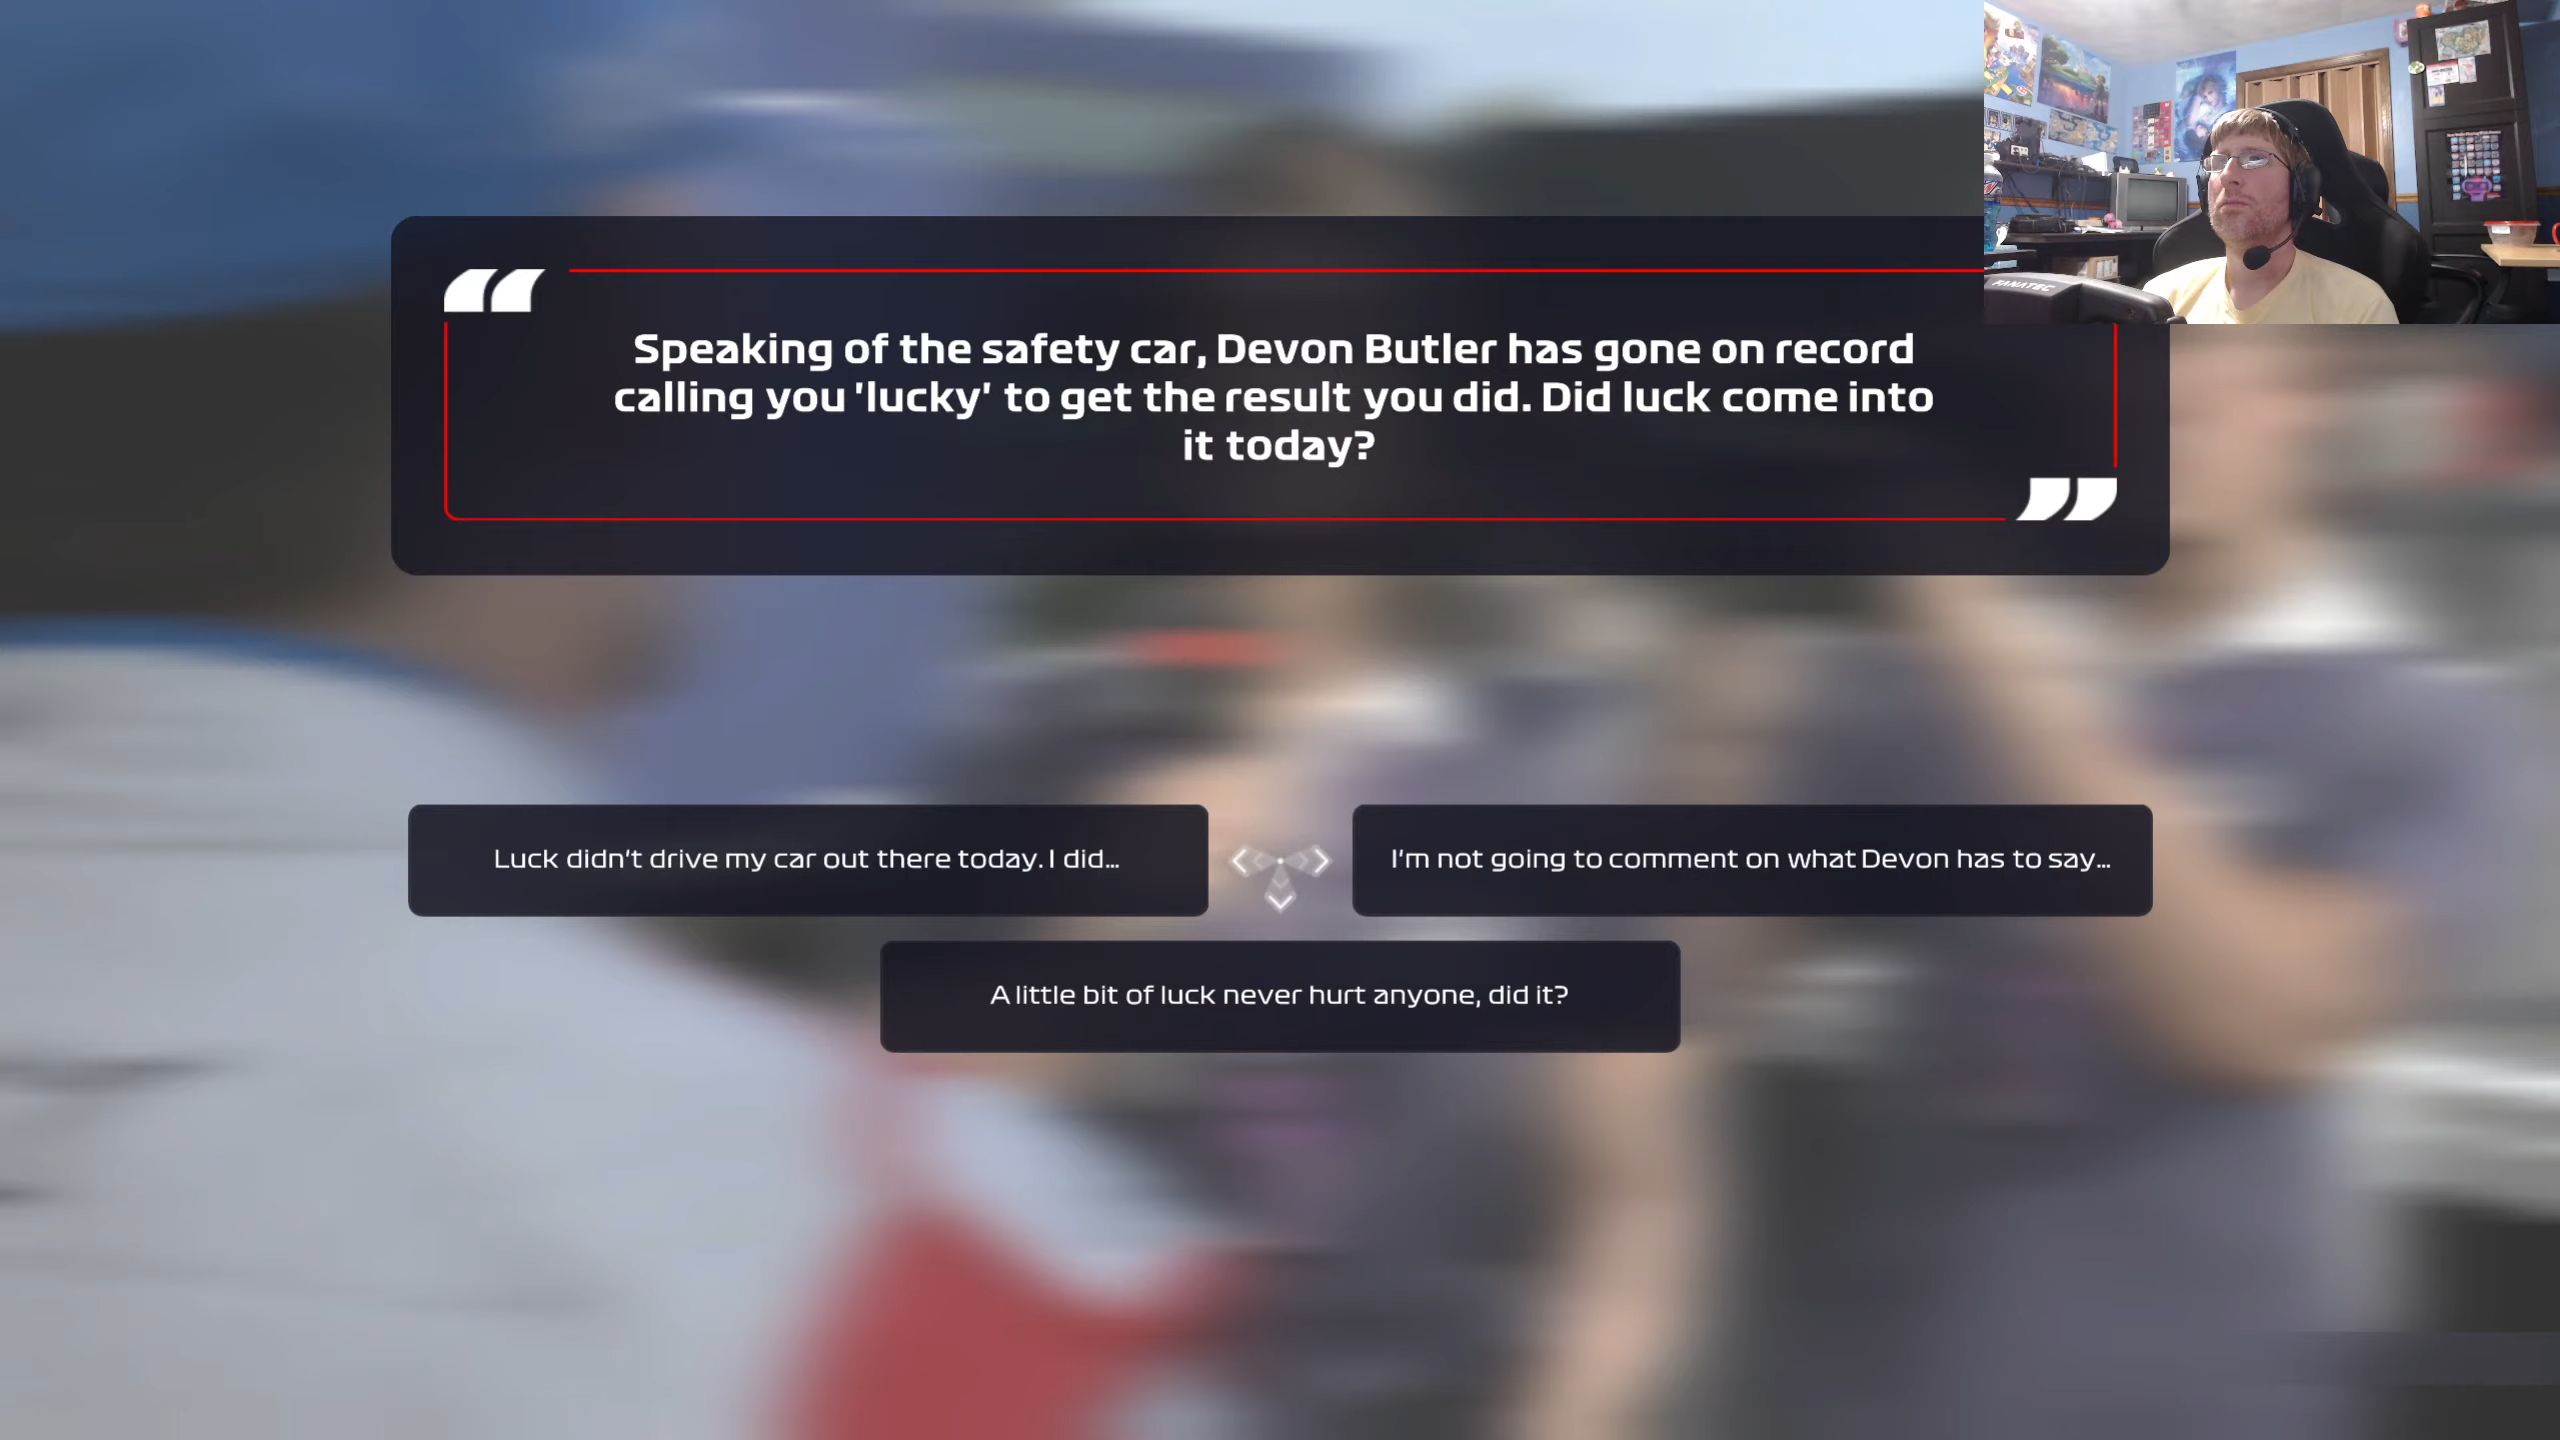 Speaking of the safety car, Devon Butler has gone on record
calling you 'lucky' to get the result you did. Did luck come into
it today?
FANATEC
Luck didn't drive my car out there today. I did...
I'm not going to comment on what Devon has to say...
A little bit of luck never hurt anyone, did it?